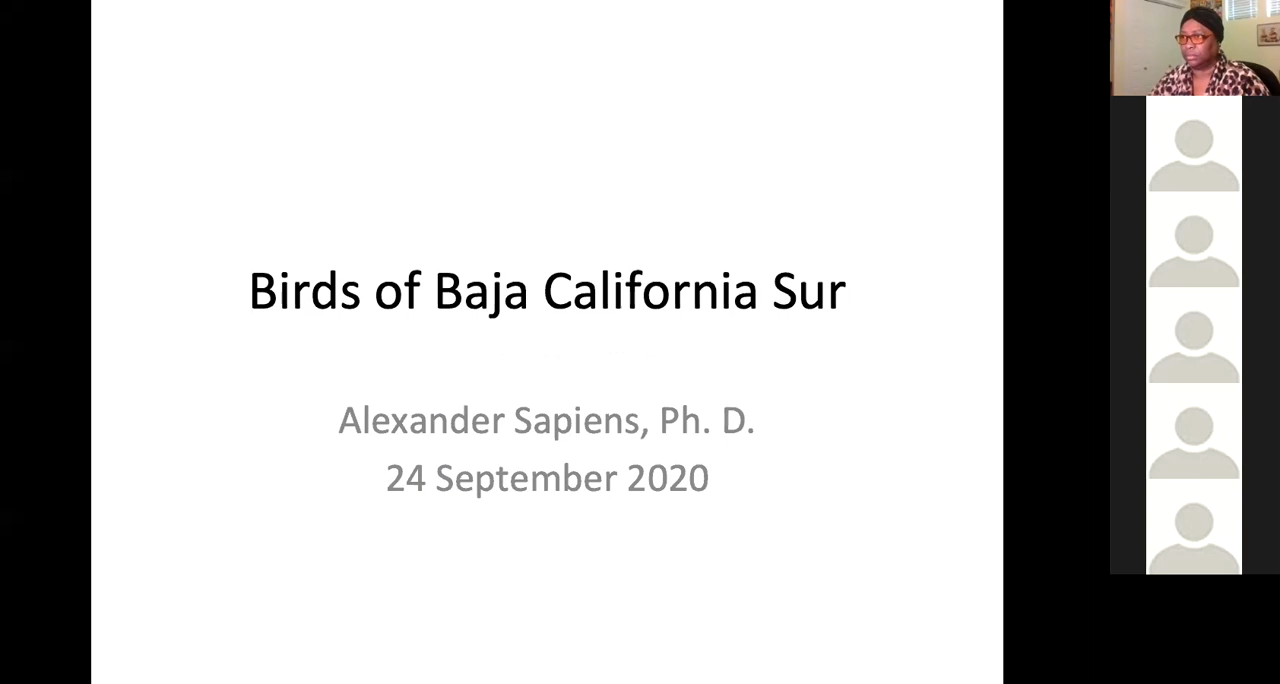 Birds of Baja California Sur
Alexander Sapiens, Ph. D.
24 September 2020